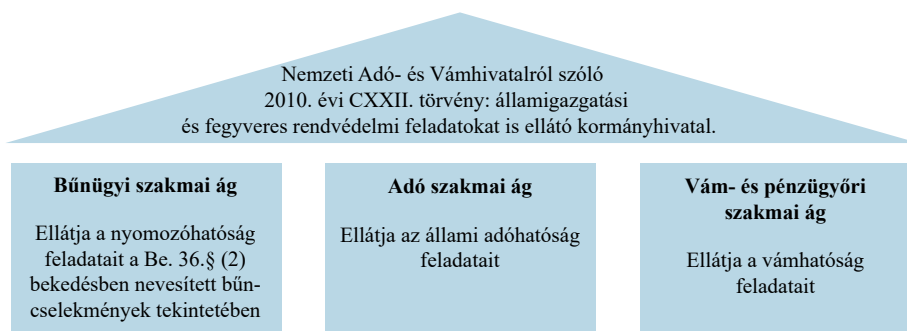 Nemzeti Adó- és Vámhivatalról szóló
2010. évi CXXII. törvény: államigazgatási
és fegyveres rendvédelmi feladatokat is ellátó kormányhivatal.
Bűnügyi szakmai ág
Ellátja a nyomozóhatóság
feladatait a Be. 36.§ (2)
bekedésben nevesített bűn-
cselekmények tekintetében
Adó szakmai ág
Ellátja az állami adóhatóság
feladatait
Vám- és pénzügyőri
szakmai ág
Ellátja a vámhatóság
feladatait